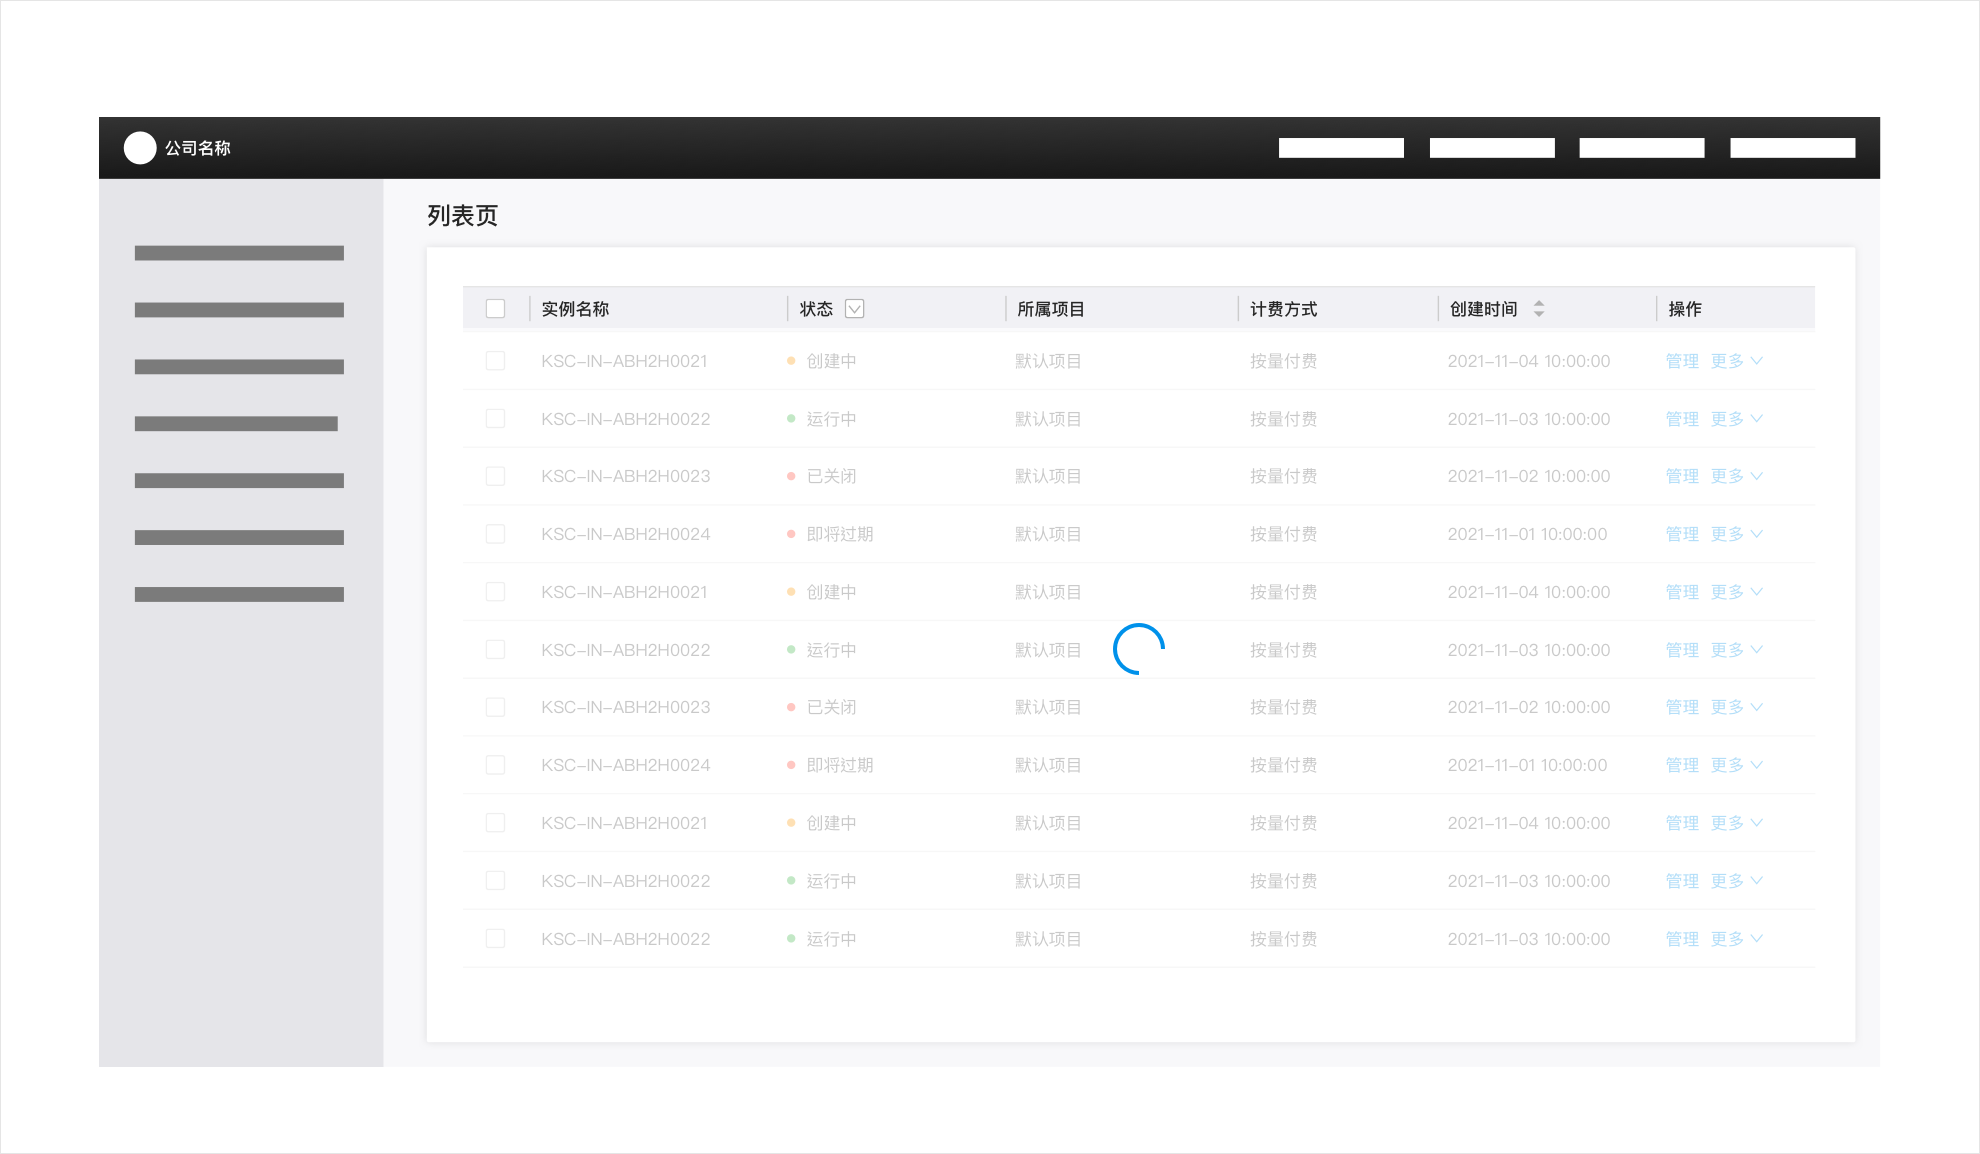 公司名称
列表页
实例名称 状态 所属项目 计费方式 创建时间 操作
KSC-IN-ABH2H0021 创建中 默认项目 按量付费 2021-11-04 10:00:00 管理 更多
KSC-IN-ABH2H0022 运行中 默认项目 按量付费 2021-11-03 10:00:00 管理 更多
KSC-IN-ABH2H0023 已关闭 默认项目 按量付费 2021-11-02 10:00:00 管理 更多
KSC-IN-ABH2H0024 即将过期 默认项目 按量付费 2021-11-01 10:00:00 管理 更多
KSC-IN-ABH2H0021 创建中 默认项目 按量付费 2021-11-04 10:00:00 管理 更多
KSC-IN-ABH2H0022 运行中 默认项目 按量付费 2021-11-03 10:00:00 管理 更多
KSC-IN-ABH2H0023 已关闭 默认项目 按量付费 2021-11-02 10:00:00 管理 更多
KSC-IN-ABH2H0024 即将过期 默认项目 按量付费 2021-11-01 10:00:00 管理 更多
KSC-IN-ABH2H0021 创建中 默认项目 按量付费 2021-11-04 10:00:00 管理 更多
KSC-IN-ABH2H0022 运行中 默认项目 按量付费 2021-11-03 10:00:00 管理 更多
KSC-IN-ABH2H0022 运行中 默认项目 按量付费 2021-11-03 10:00:00 管理 更多